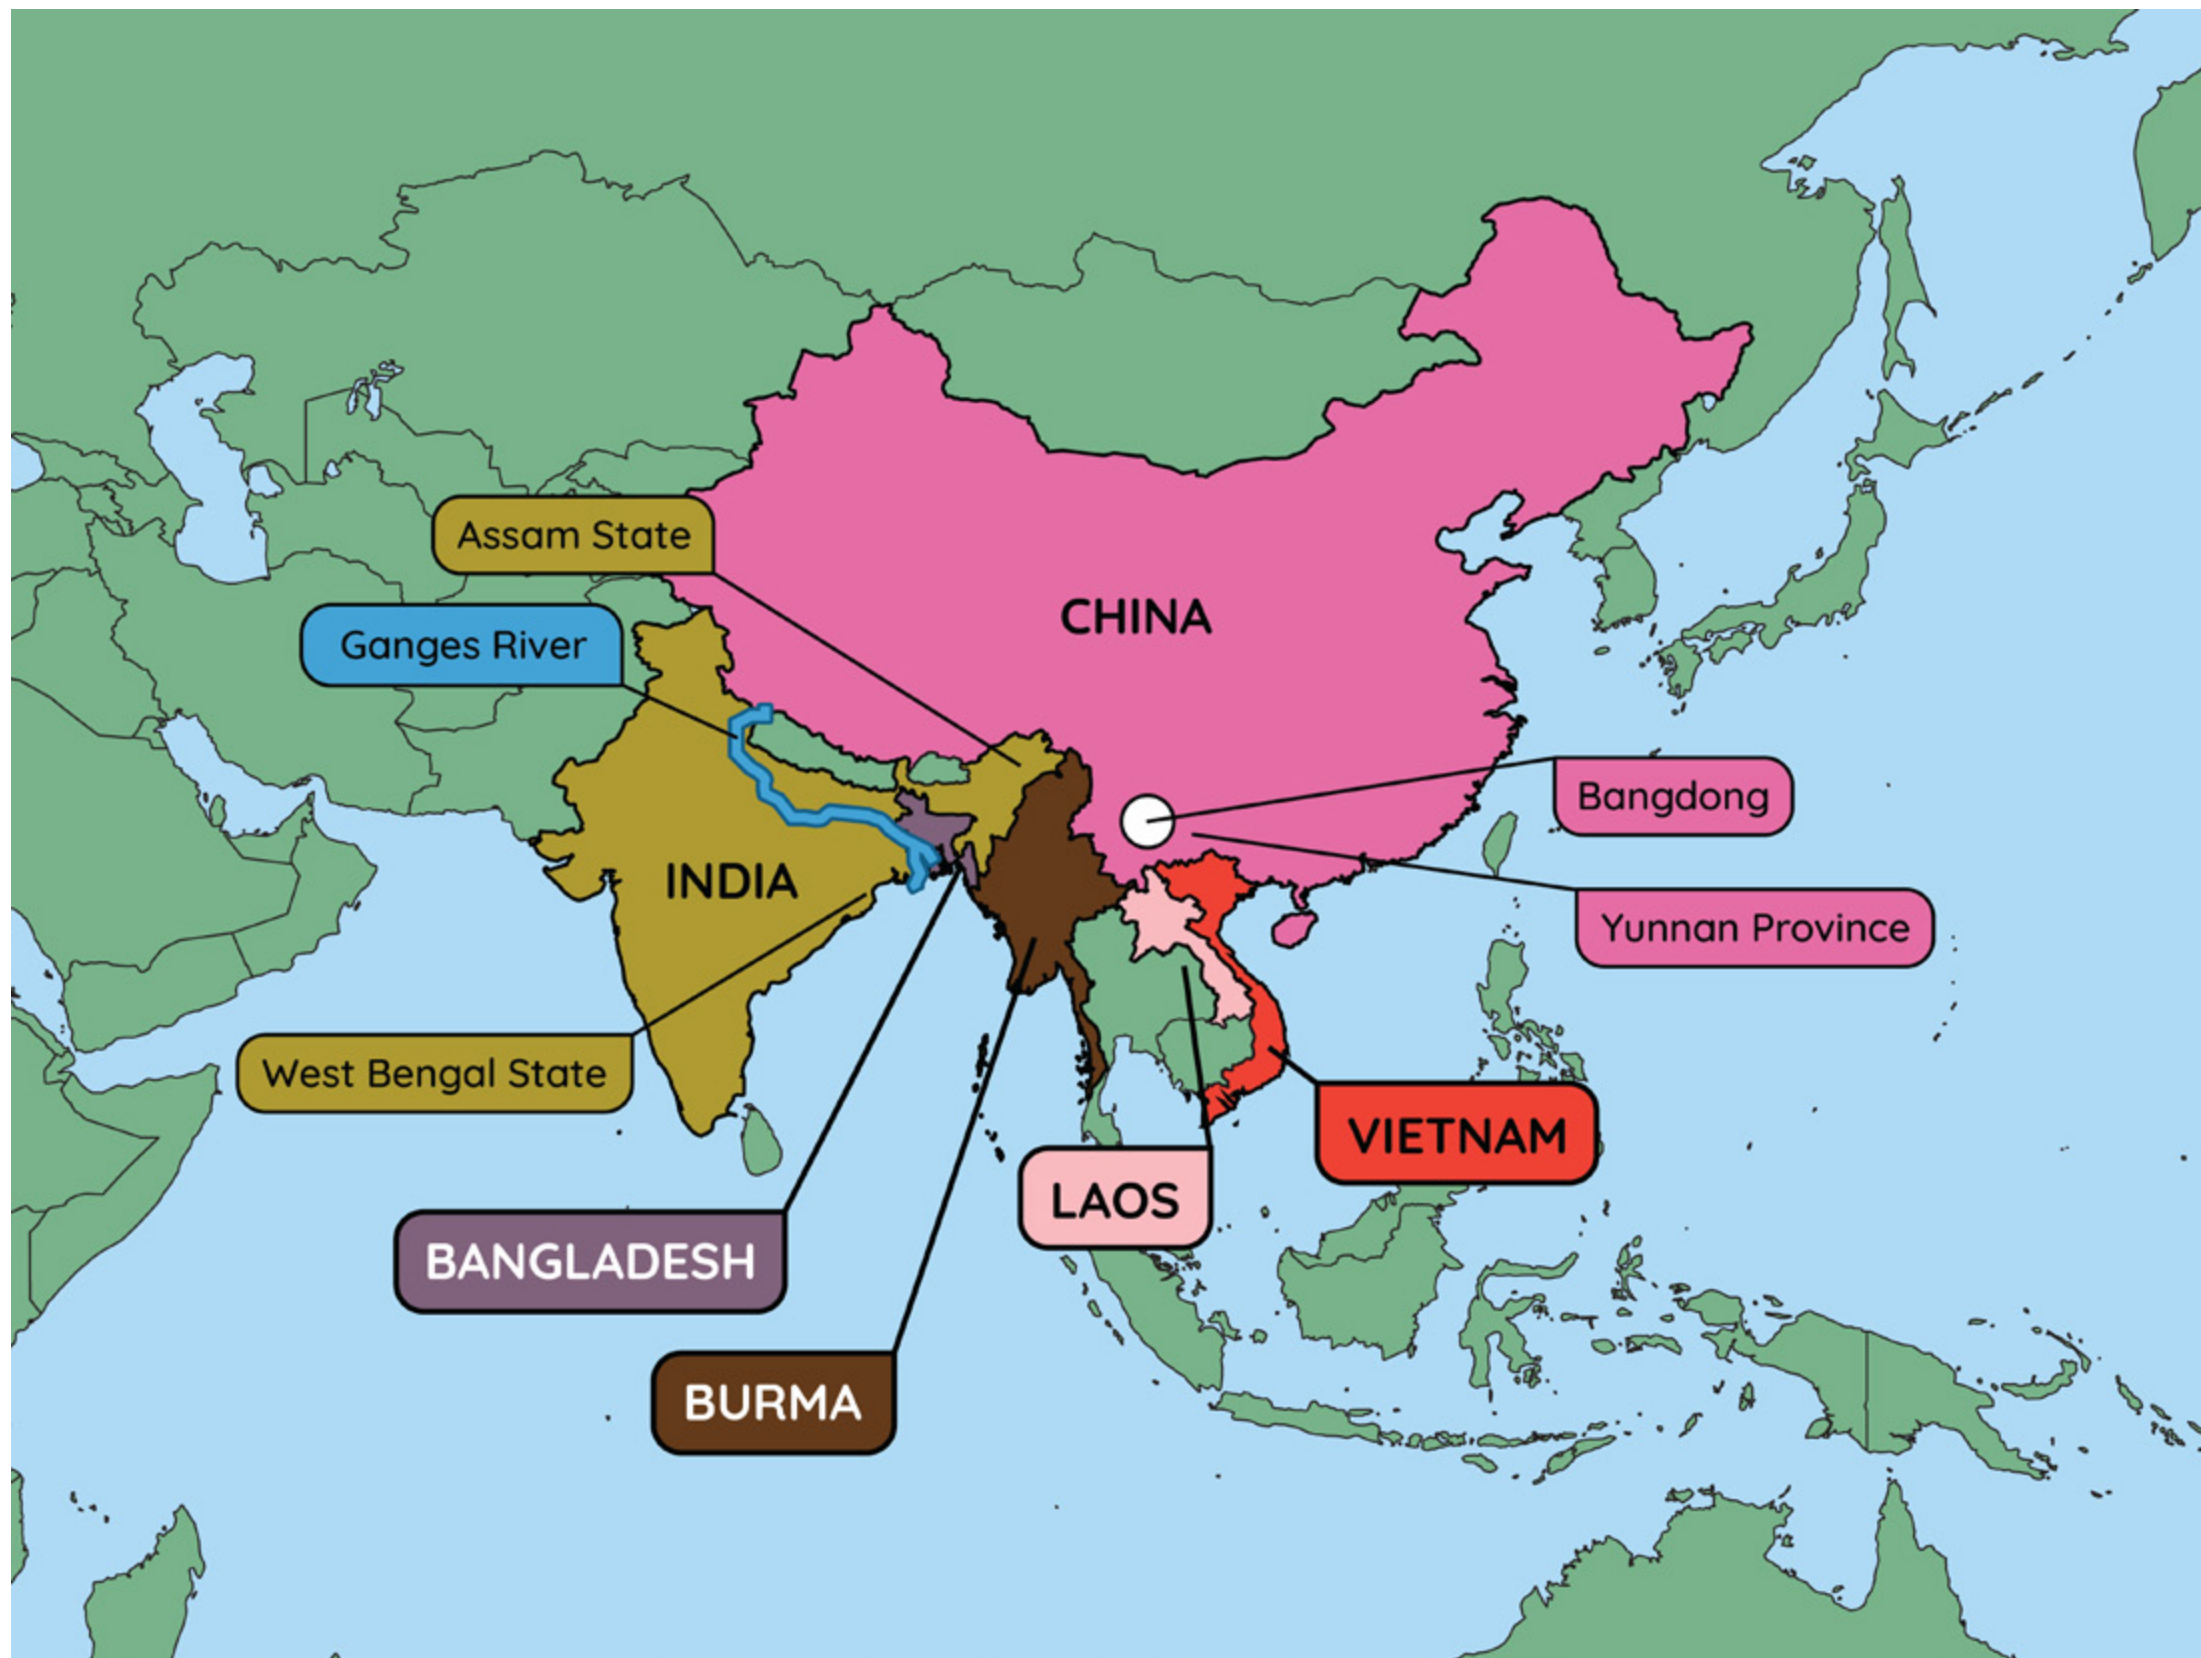 Assam State
CHINA
Ganges River
Bangdong
INDIA
Yunnan Province
West Bengal State
VIETNAM
LAOS
BANGLADESH
BURMA